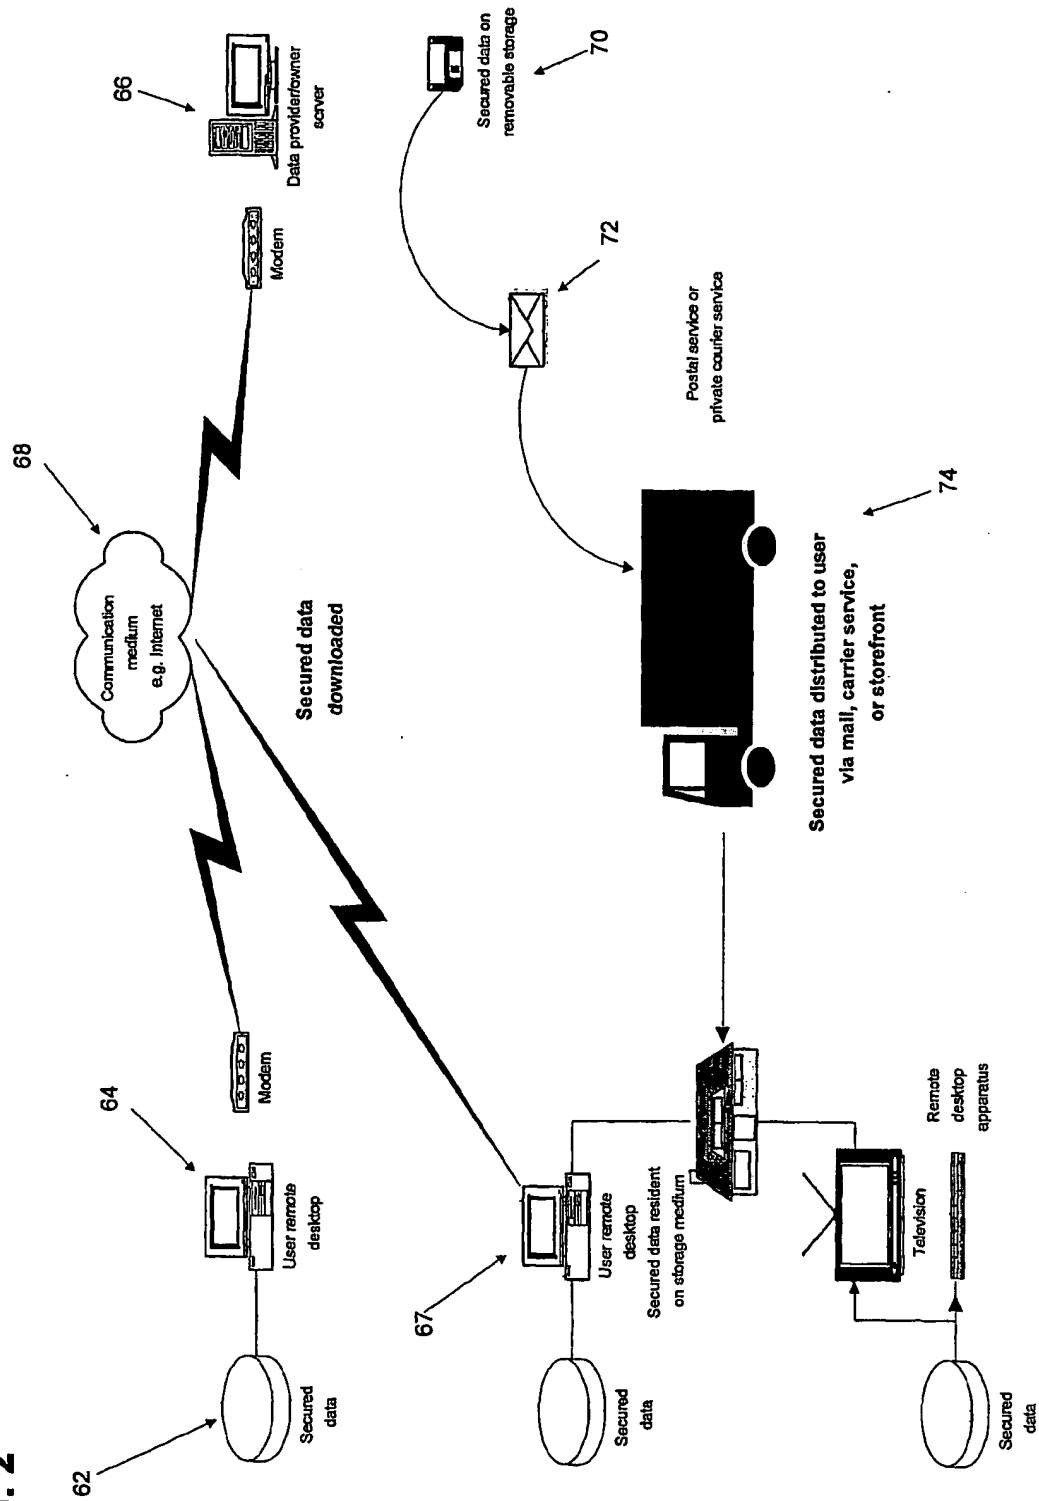 . 2
68
62
64
66
Communication
medium
e.g. Internet
Modem
Modem
Data provider/owner
server
User remote
desktop
Secured
data
Secured data
downloaded
67
Secured data on
removable storage
70
72
User remote
desktop
Secured data resident
on storage medium
Secured
data
Postal service or
private courier service
Secured data distributed to user
via mail, carrier service,
or storefront
74
Television
Remote
desktop
apparatus
Secured
data